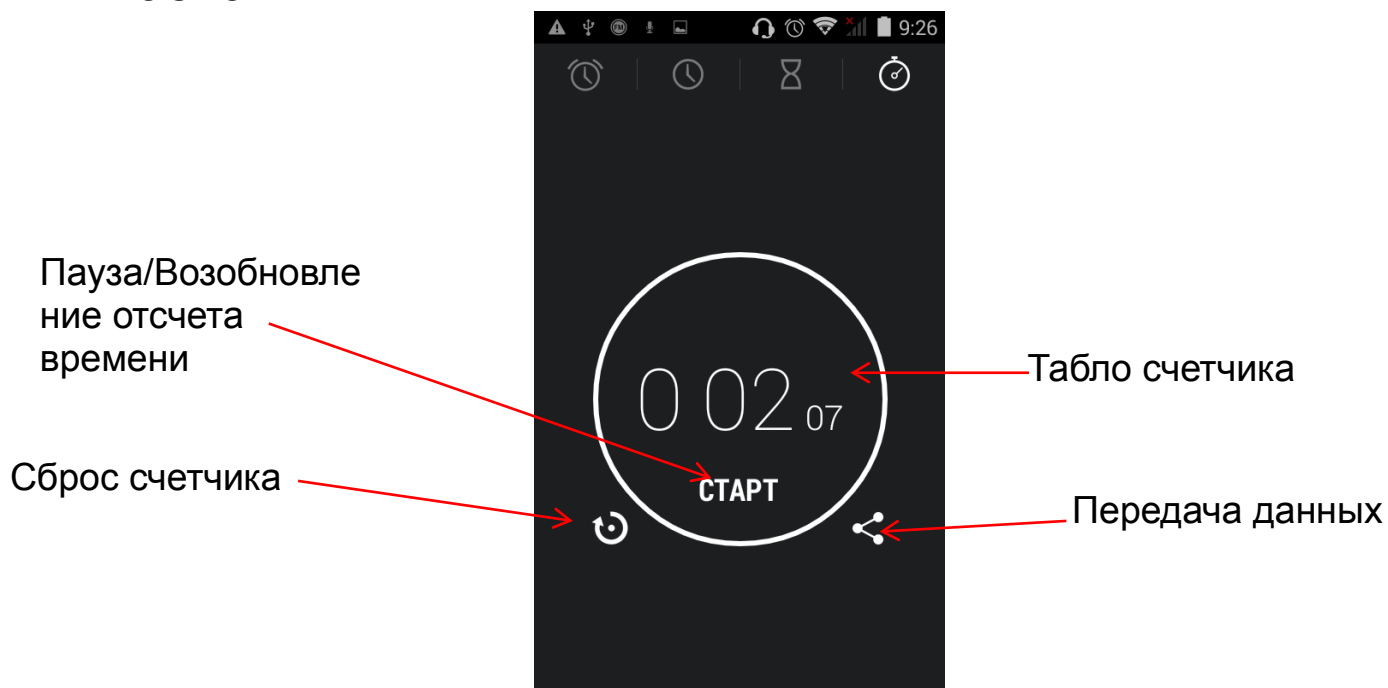 9:26
Пауза/Возобновле
ние отсчета
времени
0 02 07
Табло счетчика
Сброс счетчика
СТАРТ
Передача данных